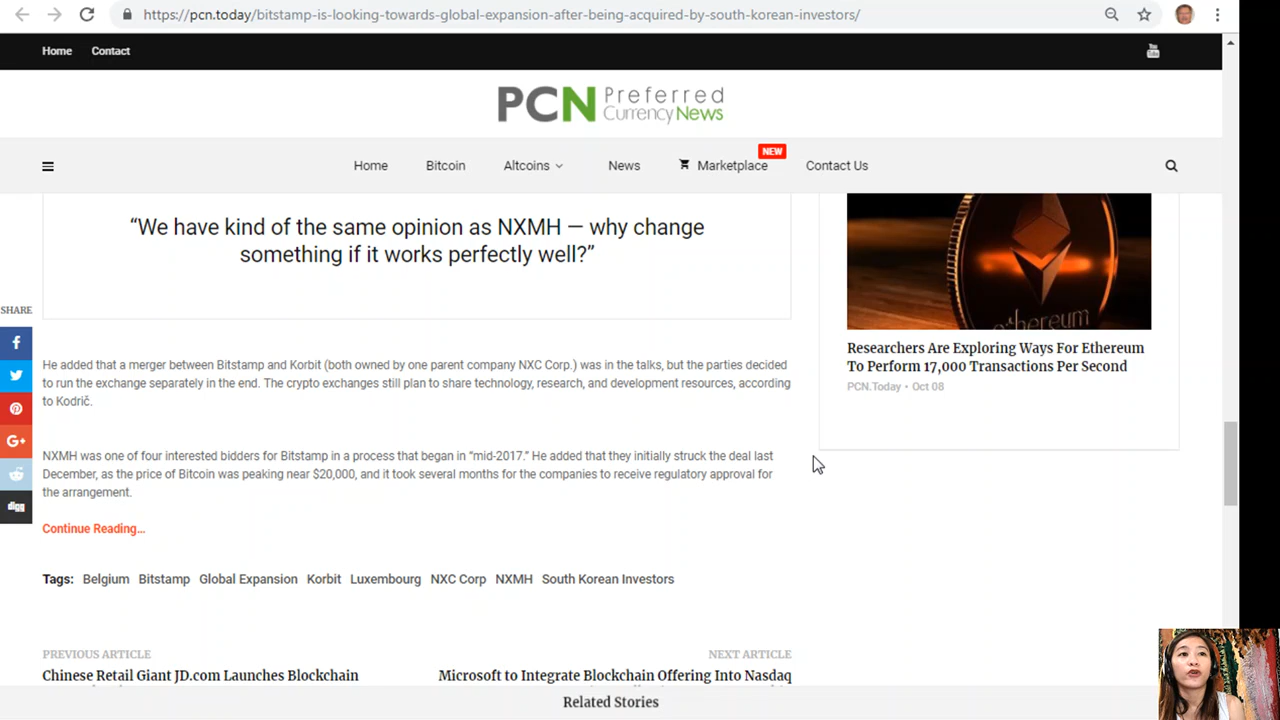 https://pcn.today/bitstamp-is-looking-towards-global-expansion-after-being-acquired-by-south-korean-investors/
Home Contact
You Tube
PCN Preferred Currency News
NEW
Home Bitcoin Altcoins News Marketplace Contact Us
“We have kind of the same opinion as NXMH — why change
something if it works perfectly well?”
SHARE
He added that a merger between Bitstamp and Korbit (both owned by one parent company NXC Corp.) was in the talks, but the parties decided
to run the exchange separately in the end. The crypto exchanges still plan to share technology, research, and development resources, according
to Kodrič.
NXMH was one of four interested bidders for Bitstamp in a process that began in “mid-2017.” He added that they initially struck the deal last
December, as the price of Bitcoin was peaking near $20,000, and it took several months for the companies to receive regulatory approval for
the arrangement.
Continue Reading...
digg
Tags: Belgium Bitstamp Global Expansion Korbit Luxembourg NXC Corp NXMH South Korean Investors
PREVIOUS ARTICLE
Chinese Retail Giant JD.com Launches Blockchain
NEXT ARTICLE
Microsoft to Integrate Blockchain Offering Into Nasdaq
ethereum
Researchers Are Exploring Ways For Ethereum
To Perform 17,000 Transactions Per Second
PCN.Today • Oct 08
Related Stories